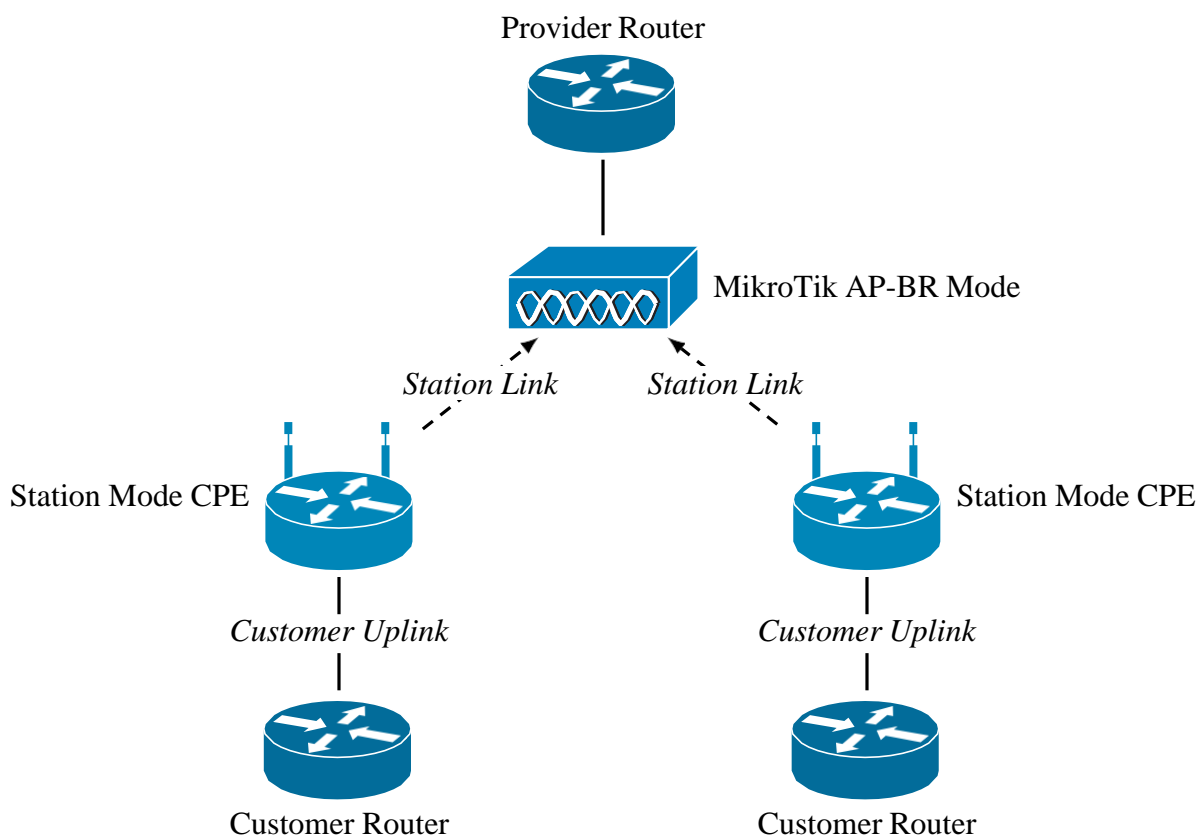 Provider Router
MikroTik AP-BR Mode
Station Link
Station Link
Station Mode CPE
Station Mode CPE
Customer Uplink
Customer Uplink
Customer Router
Customer Router